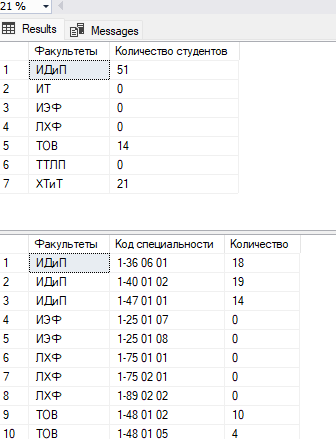 21 %
Results Messages
Факультеты Количество студентов
1 ИДиП 51
2 ИТ 0
3 ИЭФ 0
4 ЛХФ 0
5 ТОВ 14
6 ТТЛП 0
7 ХТиТ 21
Факультеты Код специальности Количество
1 ИДиП 1-36 06 01 18
2 ИДиП 1-40 01 02 19
3 ИДиП 1-47 01 01 14
4 ИЭФ 1-25 01 07 0
5 ИЭФ 1-25 01 08 0
6 ЛХФ 1-75 01 01 0
7 ЛХФ 1-75 02 01 0
8 ЛХФ 1-89 02 02 0
9 ТОВ 1-48 01 02 10
10 ТОВ 1-48 01 05 4